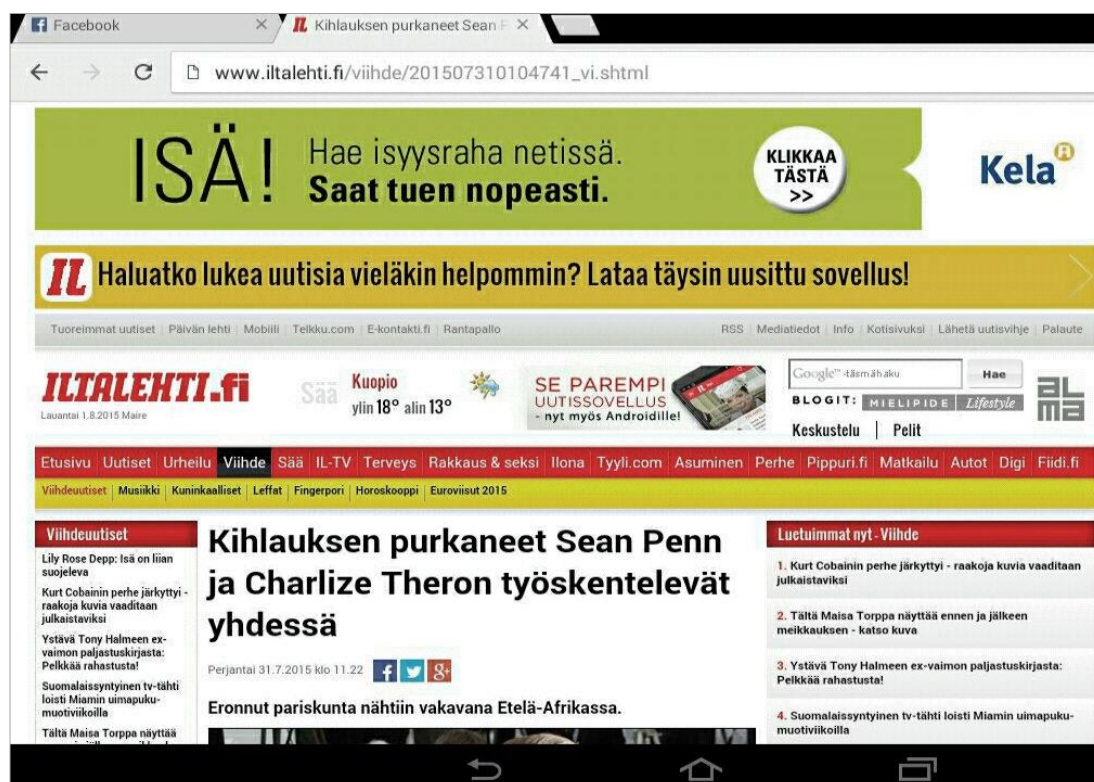 Facebook
Kihlauksen purkaneet Sean P
www.iltalehti.fi/viihde/201507310104741_vi.shtml
ISÄ!
Hae isyysraha netissä.
Saat tuen nopeasti.
KLIKKAA
TÄSTÄ
>>
Kela
IL Haluatko lukea uutisia vieläkin helpommin? Lataa täysin uusittu sovellus!
Tuoreimmat uutiset | Päivän lehti | Mobiili | Telkku.com | E-kontakti.fi | Rantapallo
RSS | Mediatiedot | Info | Kotisivuksi | Lähetä uutisvihje | Palaute
ILTALEHTI.fi
Lauantai 1.8.2015 Maire
Sää
Kuopio
ylin 18° alin 13°
SE PAREMPI
UUTISSOVELLUS
- nyt myös Androidille!
Google™ -täsmähaku
Hae
BLOGIT: MIELIPIDE Lifestyle
Keskustelu | Pelit
ALMA
Etusivu Uutiset Urheilu Viihde Sää IL-TV Terveys Rakkaus & seksi Ilona Tyyli.com Asuminen Perhe Pippuri.fi Matkailu Autot Digi Fiidi.fi
Viihdeuutiset | Musiikki | Kuninkaalliset | Leffat | Fingerpori | Horoskooppi | Euroviisut 2015
Viihdeuutiset
Lily Rose Depp: Isä on liian
suojeleva
Kurt Cobainin perhe järkyttyi -
raakoja kuvia vaaditaan
julkaistaviksi
Ystävä Tony Halmeen ex-
vaimon paljastuskirjasta:
Pelkkää rahastusta!
Suomalaissyntyinen tv-tähti
loisti Miamin uimapuku-
muotiviikoilla
Tältä Maisa Torppa näyttää
Kihlauksen purkaneet Sean Penn
ja Charlize Theron työskentelevät
yhdessä
Perjantai 31.7.2015 klo 11.22
Eronnut pariskunta nähtiin vakavana Etelä-Afrikassa.
Luetuimmat nyt - Viihde
1. Kurt Cobainin perhe järkyttyi - raakoja kuvia vaaditaan
julkaistaviksi
2. Tältä Maisa Torppa näyttää ennen ja jälkeen
meikkauksen - katso kuva
3. Ystävä Tony Halmeen ex-vaimon paljastuskirjasta:
Pelkkää rahastusta!
4. Suomalaissyntyinen tv-tähti loisti Miamin uimapuku-
muotiviikoilla